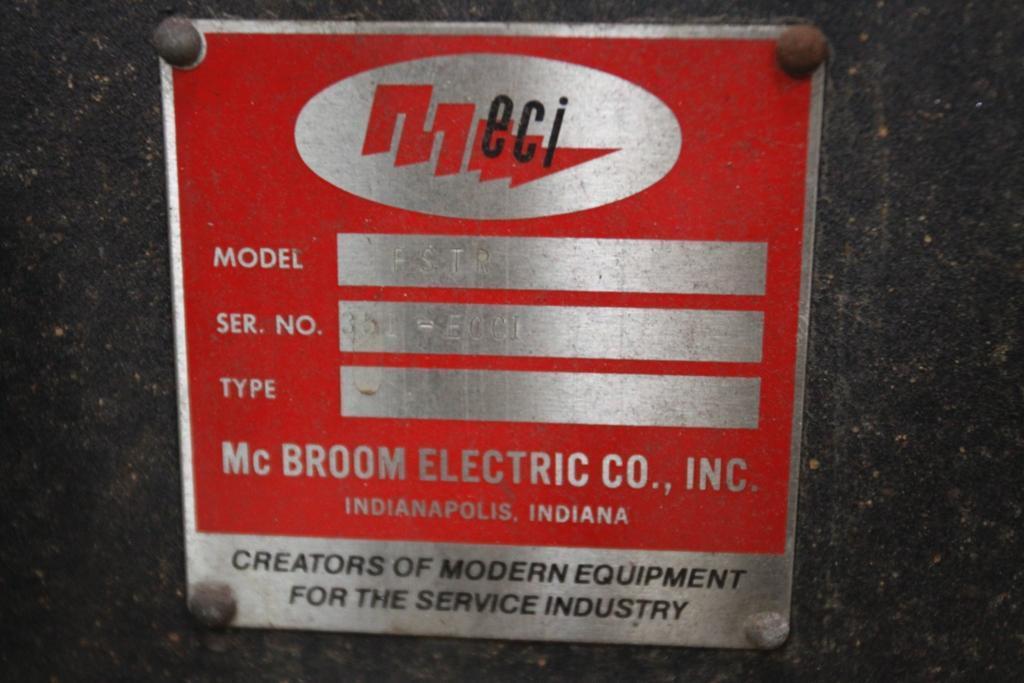 Meci
MODEL PSTR
SER. NO.
TYPE
Mc BROOM ELECTRIC CO., INC.
INDIANAPOLIS, INDIANA
CREATORS OF MODERN EQUIPMENT
FOR THE SERVICE INDUSTRY